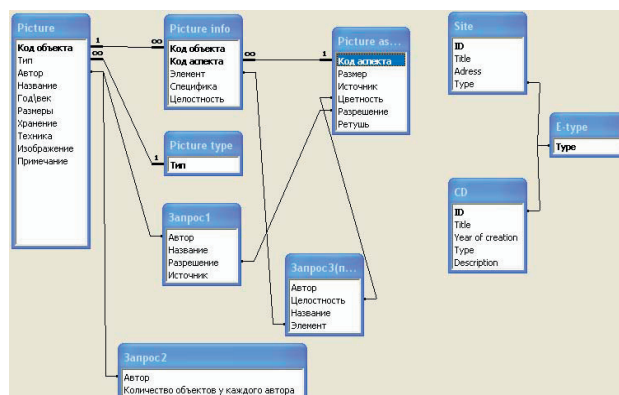 Picture
Код объекта
Тип
Автор
Название
Год\век
Размеры
Хранение
Техника
Изображение
Примечание
1
∞
Picture info
Код объекта
Код аспекта
Элемент
Специфика
Целостность
∞
∞
1
Picture as...
Код аспекта
Размер
Источник
Цветность
Разрешение
Ретушь
Picture type
Тип
1
Запрос1
Автор
Название
Разрешение
Источник
Запрос3(п...
Автор
Целостность
Название
Элемент
Запрос2
Автор
Количество объектов у каждого автора
Site
ID
Title
Adress
Type
E-type
Type
CD
ID
Title
Year of creation
Type
Description